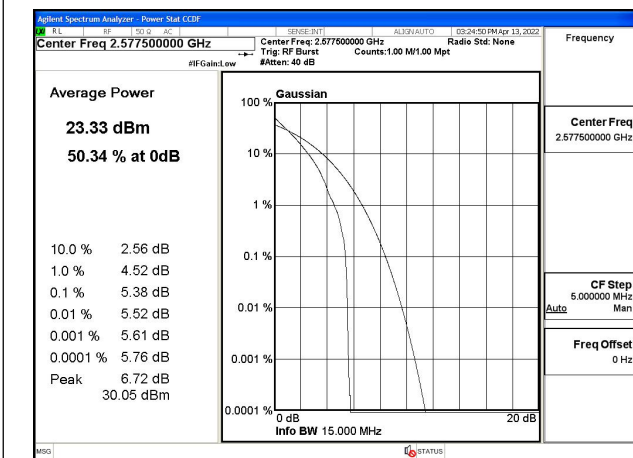 Agilent Spectrum Analyzer - Power Stat CCDF
LXI RL RF 50 Ω AC SENSE:INT ALIGN AUTO 03:24:50 PM Apr 13, 2022
Center Freq 2.577500000 GHz
Center Freq: 2.577500000 GHz Radio Std: None
Trig: RF Burst Counts:1.00 M/1.00 Mpt
#IFGain:Low #Atten: 40 dB
Frequency
Average Power
23.33 dBm
50.34 % at 0dB
10.0 % 2.56 dB
1.0 % 4.52 dB
0.1 % 5.38 dB
0.01 % 5.52 dB
0.001 % 5.61 dB
0.0001 % 5.76 dB
Peak 6.72 dB
30.05 dBm
Gaussian
100 %
10 %
1 %
0.1 %
0.01 %
0.001 %
0.0001 %
0 dB 20 dB
Info BW 15.000 MHz
Center Freq
2.577500000 GHz
CF Step
5.000000 MHz
Auto Man
Freq Offset
0 Hz
MSG STATUS